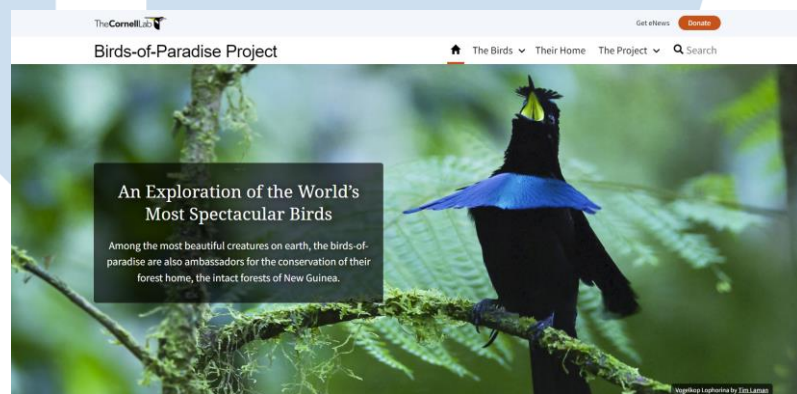 TheCornellLab
Get eNews
Donate
Birds-of-Paradise Project
The Birds
Their Home
The Project
Search
An Exploration of the World's
Most Spectacular Birds
Among the most beautiful creatures on earth, the birds-of-
paradise are also ambassadors for the conservation of their
forest home, the intact forests of New Guinea.
Vogelkop Lophorina by Tim Laman